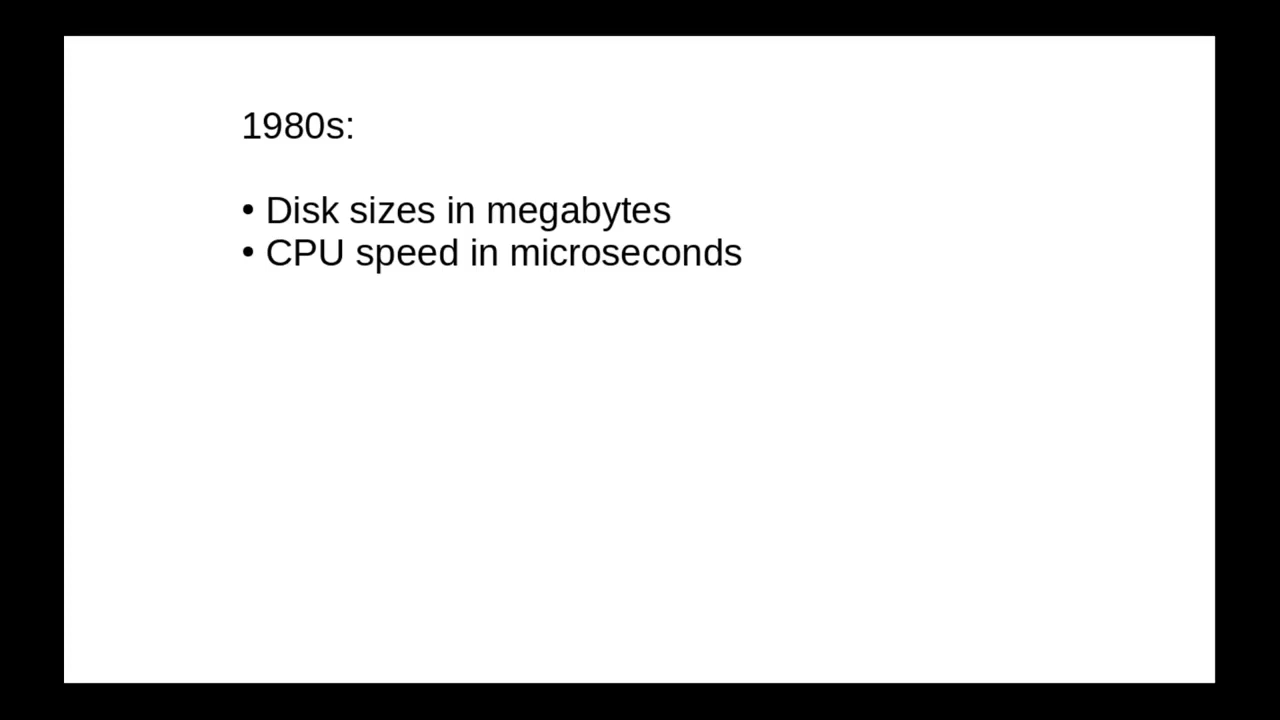 1980s:
• Disk sizes in megabytes
• CPU speed in microseconds